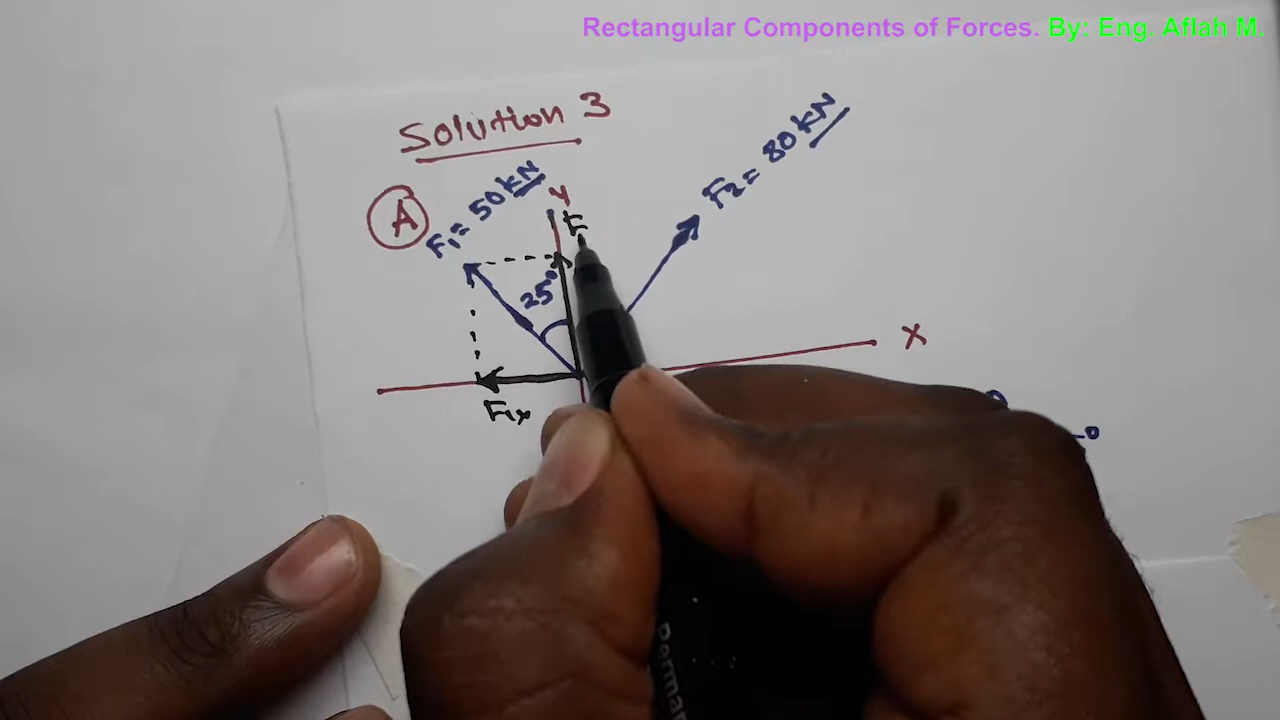 Rectangular Components of Forces. By: Eng. Aflah M.
Solution 3
A
F₁ = 50 kN
Y
F
F₂ = 80 kN
25°
X
F₁ₓ